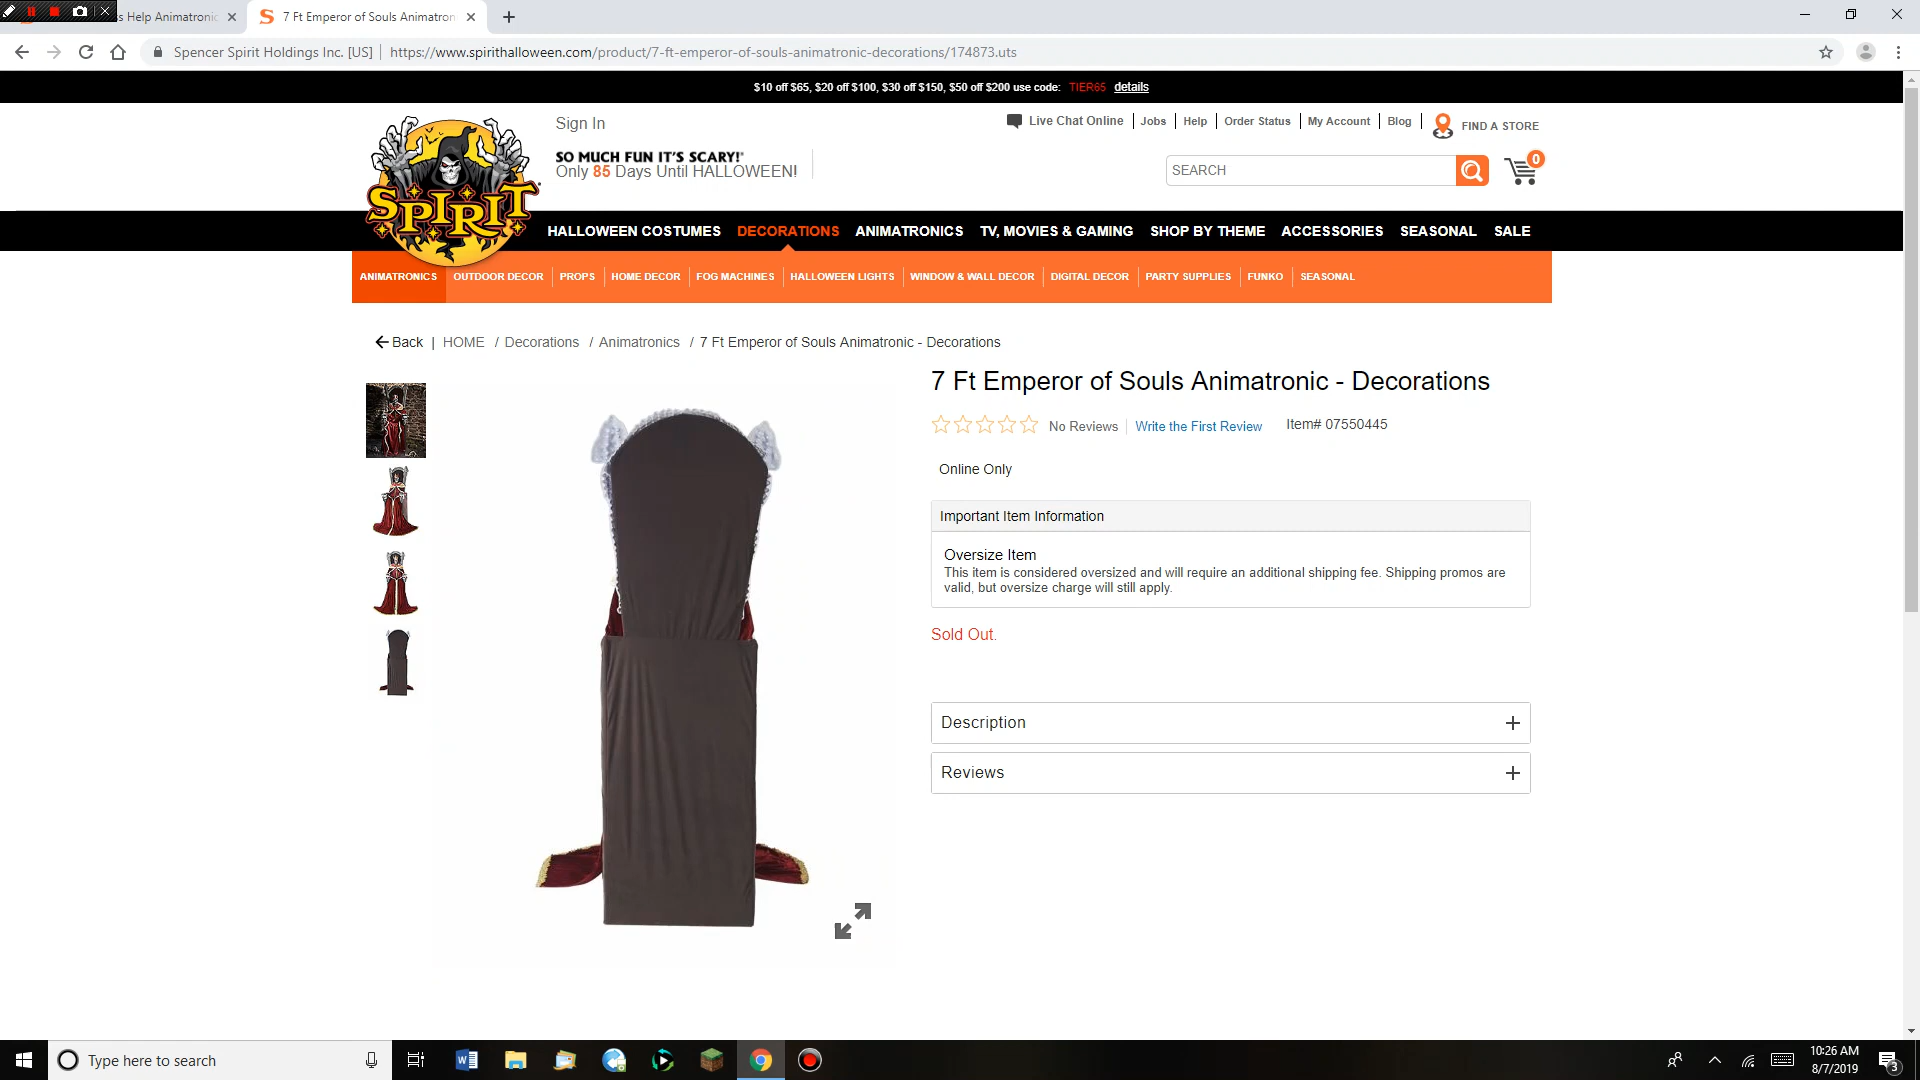 s Help Animatronic
7 Ft Emperor of Souls Animatron
Spencer Spirit Holdings Inc. [US] | https://www.spirithalloween.com/product/7-ft-emperor-of-souls-animatronic-decorations/174873.uts
$10 off $65, $20 off $100, $30 off $150, $50 off $200 use code: TIER65 details
SPIRIT
Sign In
SO MUCH FUN IT'S SCARY!
Only 85 Days Until HALLOWEEN!
Live Chat Online | Jobs | Help | Order Status | My Account | Blog | FIND A STORE
SEARCH
0
HALLOWEEN COSTUMES DECORATIONS ANIMATRONICS TV, MOVIES & GAMING SHOP BY THEME ACCESSORIES SEASONAL SALE
ANIMATRONICS OUTDOOR DECOR PROPS HOME DECOR FOG MACHINES HALLOWEEN LIGHTS WINDOW & WALL DECOR DIGITAL DECOR PARTY SUPPLIES FUNKO SEASONAL
Back | HOME / Decorations / Animatronics / 7 Ft Emperor of Souls Animatronic - Decorations
7 Ft Emperor of Souls Animatronic - Decorations
No Reviews Write the First Review Item# 07550445
Online Only
Important Item Information
Oversize Item
This item is considered oversized and will require an additional shipping fee. Shipping promos are
valid, but oversize charge will still apply.
Sold Out.
Description
Reviews
Type here to search
10:26 AM
8/7/2019
3